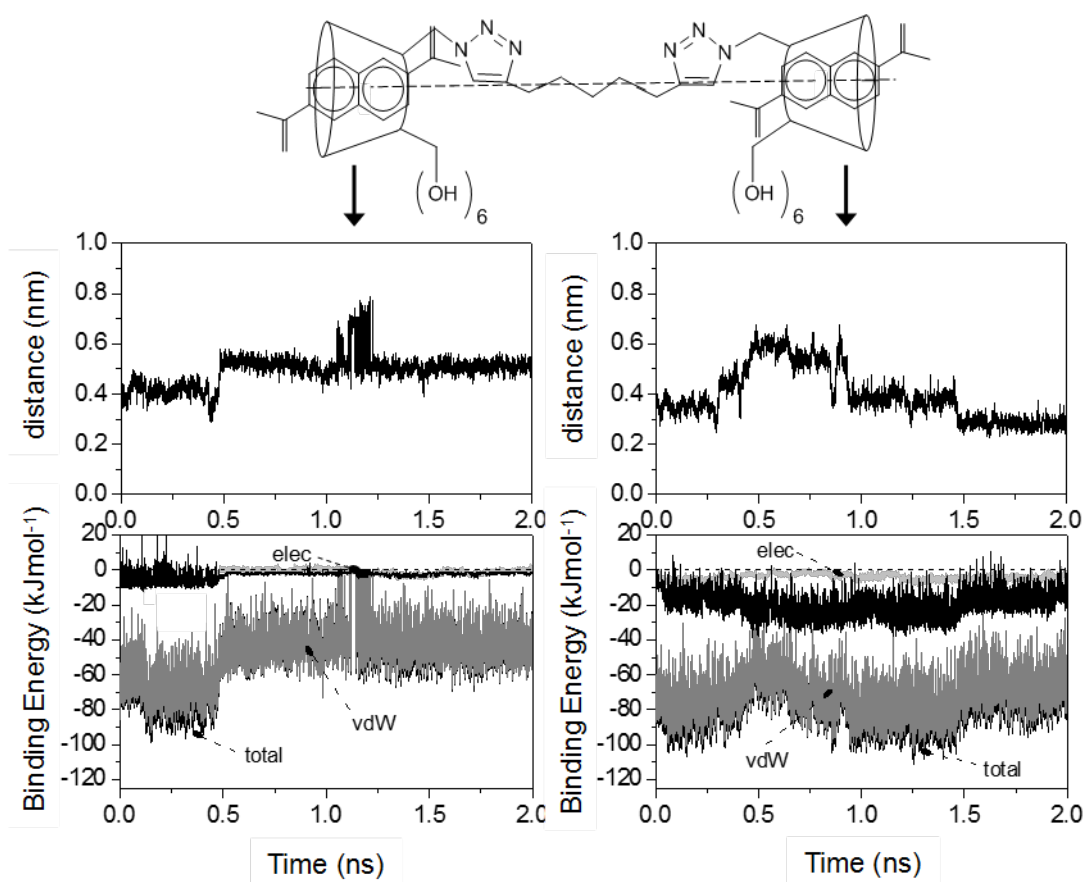 N N N
N N N
( OH ) 6
( OH ) 6
distance (nm)
1.0
0.8
0.6
0.4
0.2
0.0
0.0 0.5 1.0 1.5 2.0
distance (nm)
1.0
0.8
0.6
0.4
0.2
0.0
0.0 0.5 1.0 1.5 2.0
Binding Energy (kJmol-1)
20
0
-20
-40
-60
-80
-100
-120
elec
vdW
total
0.0 0.5 1.0 1.5 2.0
Time (ns)
Binding Energy (kJmol-1)
20
0
-20
-40
-60
-80
-100
-120
elec
vdW
total
0.0 0.5 1.0 1.5 2.0
Time (ns)